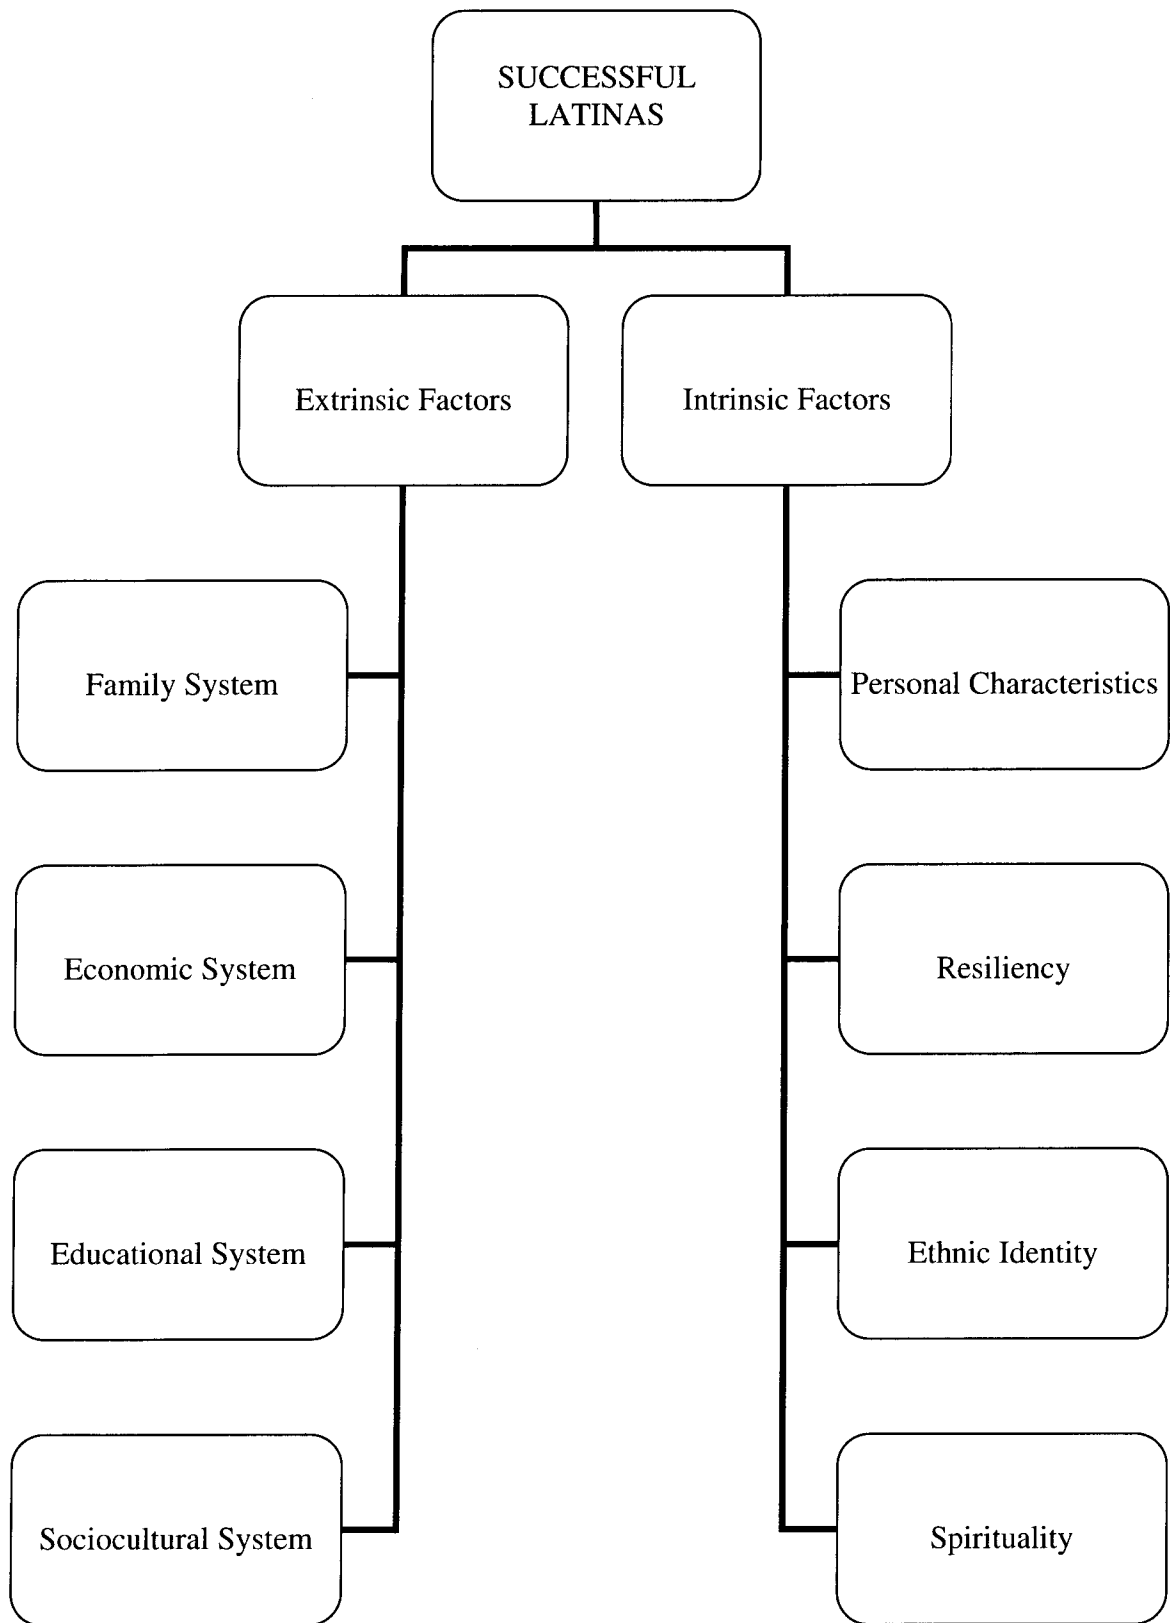 SUCCESSFUL
LATINAS
Extrinsic Factors
Intrinsic Factors
Family System
Personal Characteristics
Economic System
Resiliency
Educational System
Ethnic Identity
Sociocultural System
Spirituality